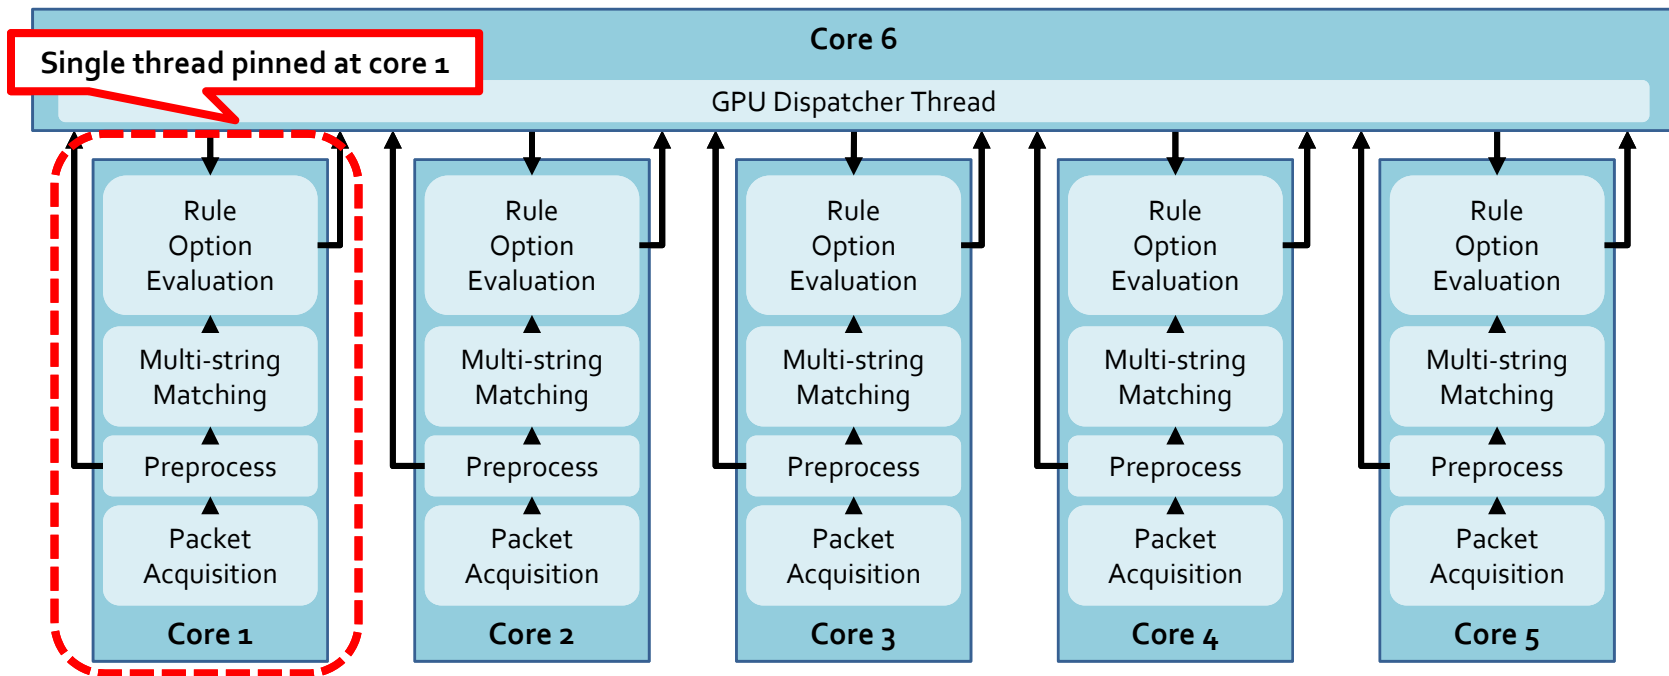 Core 6
Single thread pinned at core 1
GPU Dispatcher Thread
Rule
Option
Evaluation
Multi-string
Matching
Preprocess
Packet
Acquisition
Core 1
Rule
Option
Evaluation
Multi-string
Matching
Preprocess
Packet
Acquisition
Core 2
Rule
Option
Evaluation
Multi-string
Matching
Preprocess
Packet
Acquisition
Core 3
Rule
Option
Evaluation
Multi-string
Matching
Preprocess
Packet
Acquisition
Core 4
Rule
Option
Evaluation
Multi-string
Matching
Preprocess
Packet
Acquisition
Core 5